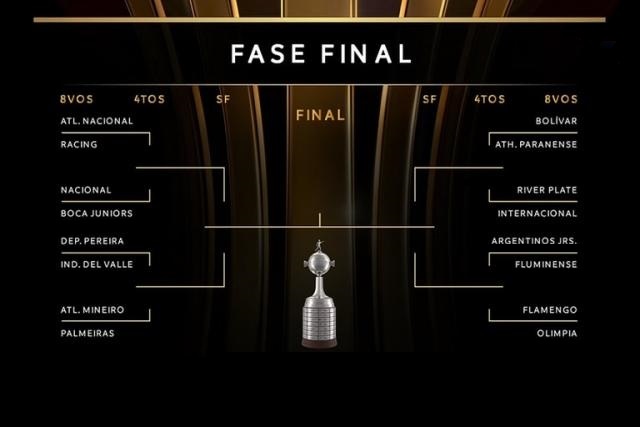 FASE FINAL
8VOS 4TOS SF FINAL SF 4TOS 8VOS
ATL. NACIONAL
RACING
NACIONAL
BOCA JUNIORS
DEP. PEREIRA
IND. DEL VALLE
ATL. MINEIRO
PALMEIRAS
BOLÍVAR
ATH. PARANENSE
RIVER PLATE
INTERNACIONAL
ARGENTINOS JRS.
FLUMINENSE
FLAMENGO
OLIMPIA